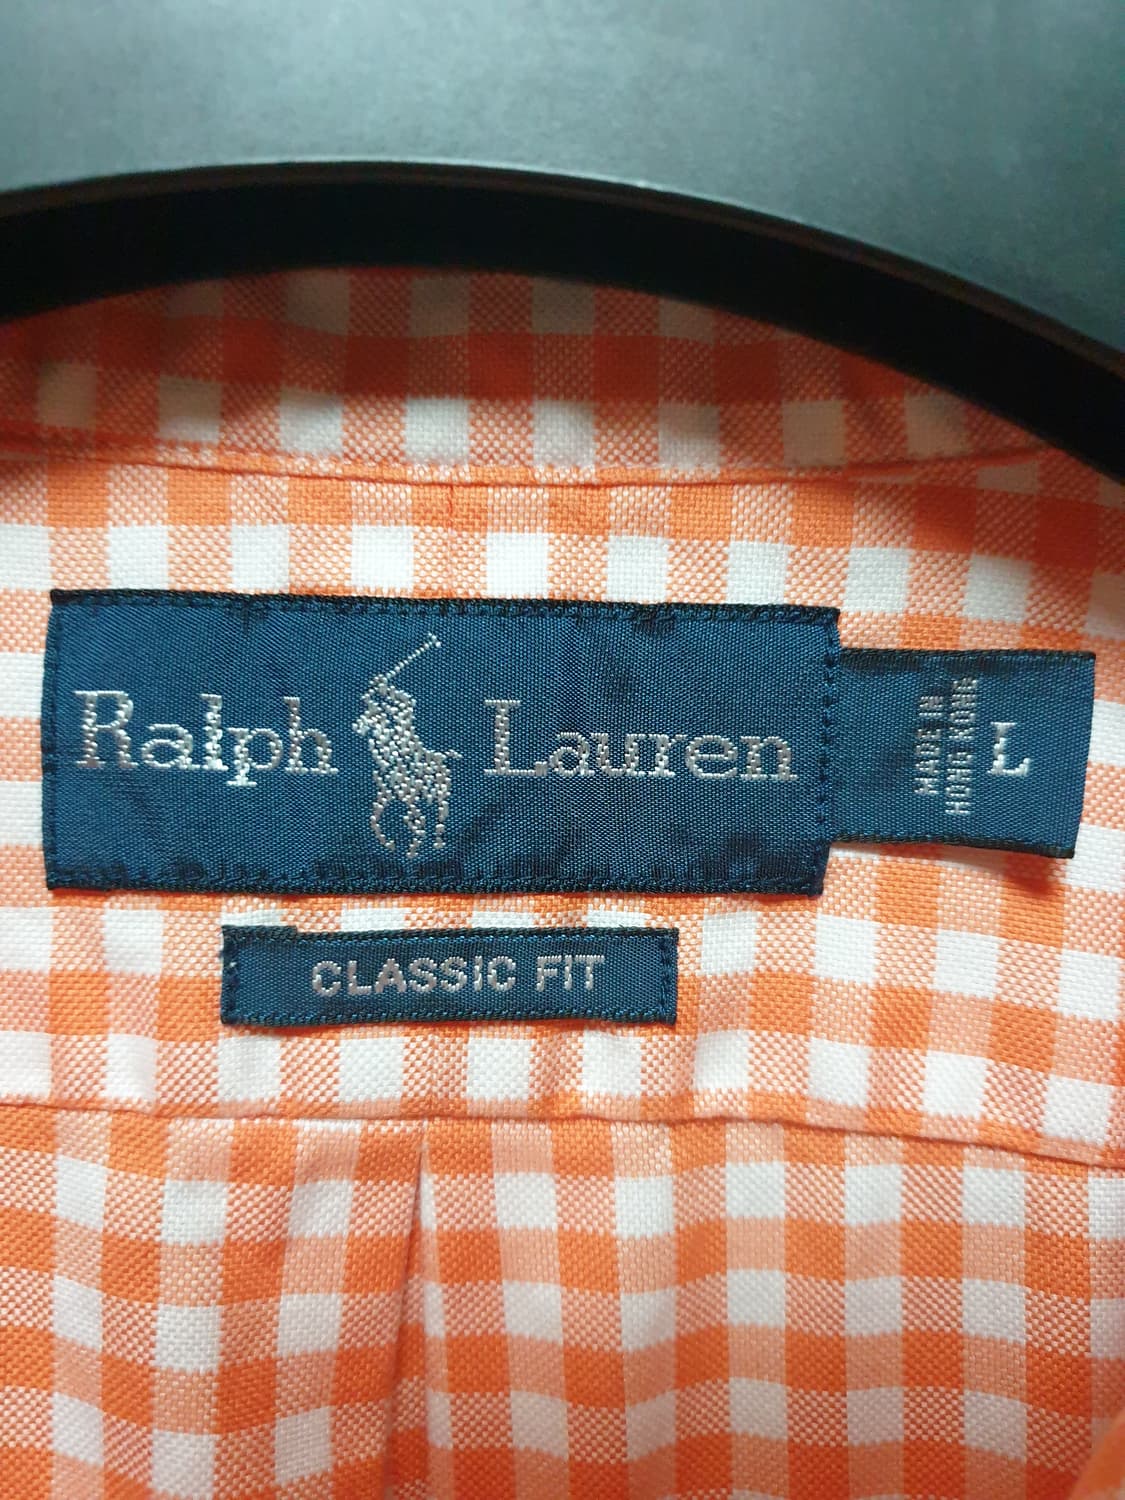 Ralph Lauren
MADE IN
HONG KONG
L
CLASSIC FIT